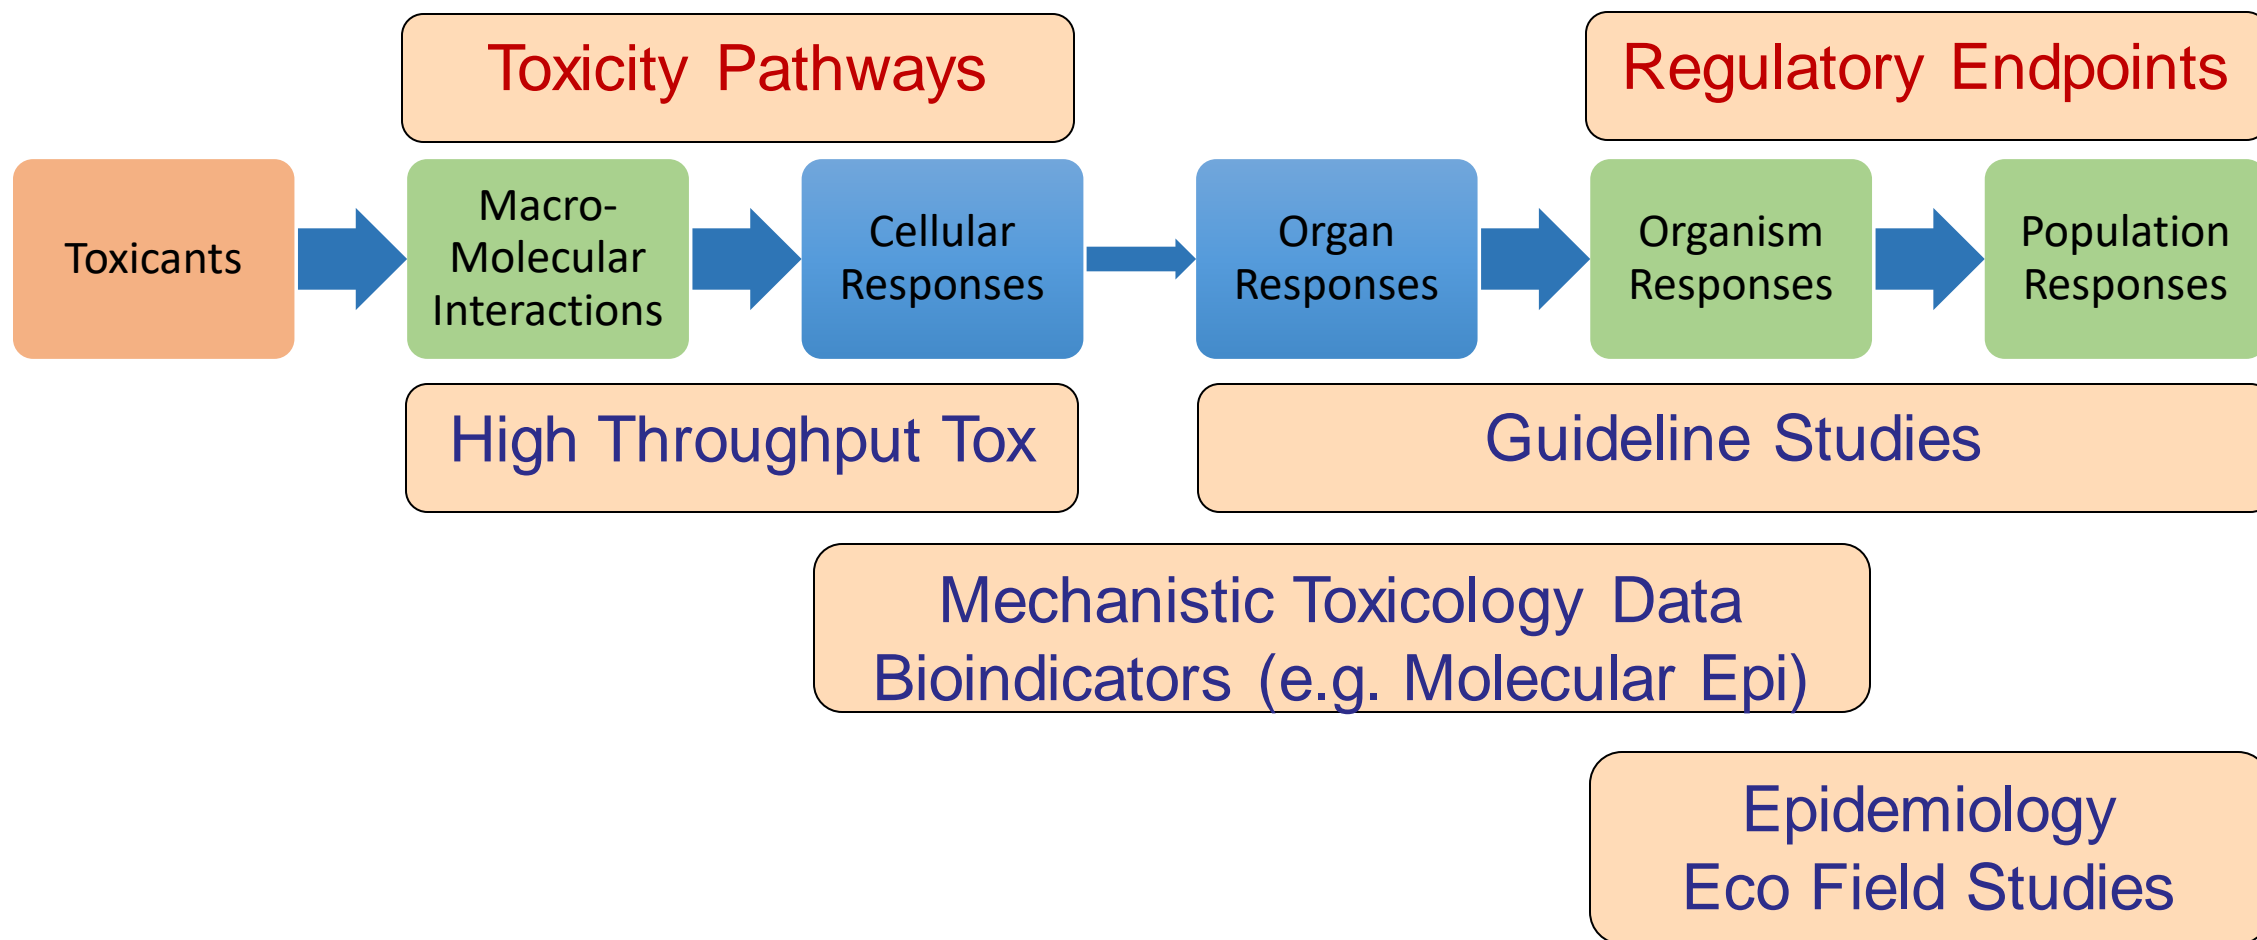 Toxicity Pathways
Regulatory Endpoints
Toxicants
Macro-
Molecular
Interactions
Cellular
Responses
Organ
Responses
Organism
Responses
Population
Responses
High Throughput Tox
Guideline Studies
Mechanistic Toxicology Data
Bioindicators (e.g. Molecular Epi)
Epidemiology
Eco Field Studies